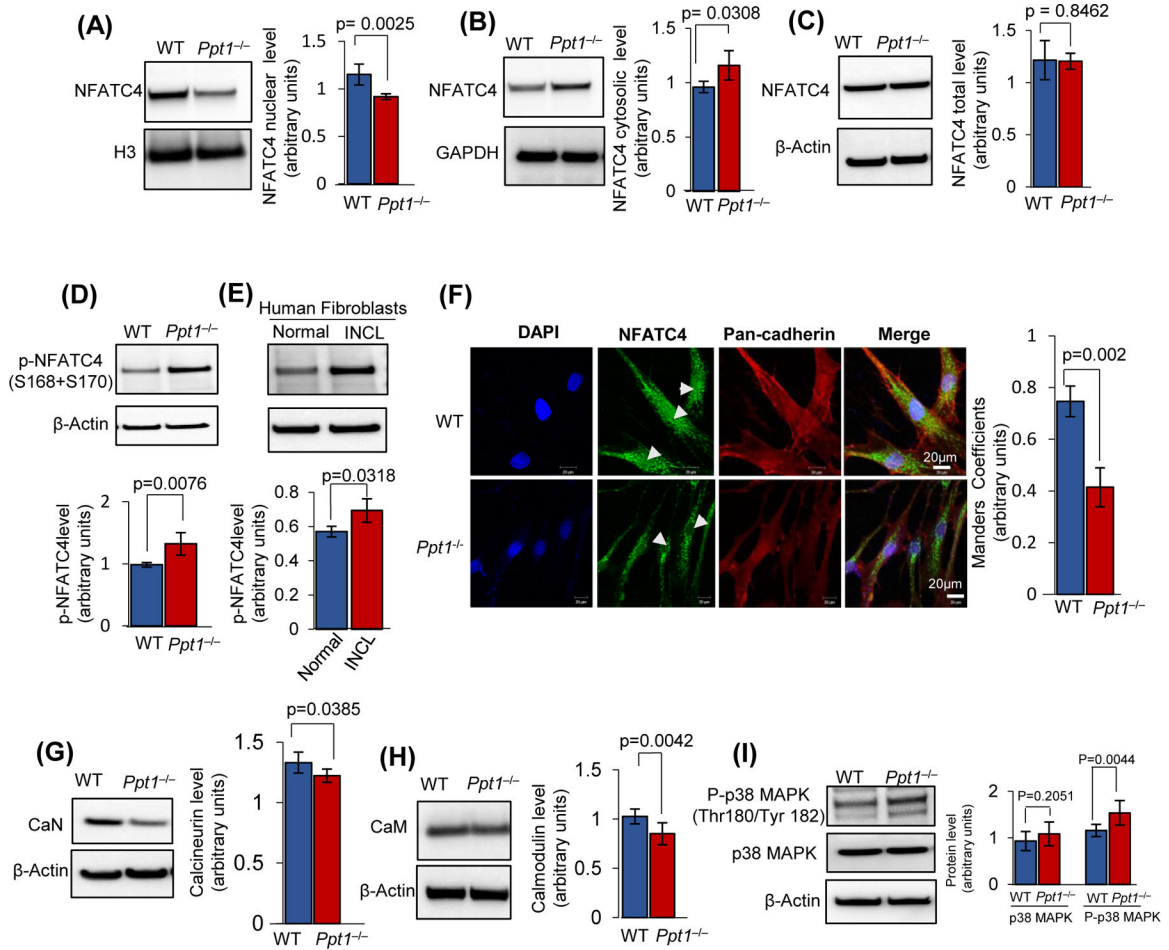 (A)
WT Ppt1–/–
NFATC4
H3
NFATC4 nuclear level
(arbitrary units)
p= 0.0025
1.5
1
0.5
0
WT Ppt1–/–
(B)
WT Ppt1–/–
NFATC4
GAPDH
NFATC4 cytosolic level
(arbitrary units)
p= 0.0308
1.5
1
0.5
0
WT Ppt1–/–
(C)
WT Ppt1–/–
NFATC4
β-Actin
NFATC4 total level
(arbitrary units)
p = 0.8462
1.5
1
0.5
0
WT Ppt1–/–
(D)
WT Ppt1–/–
p-NFATC4
(S168+S170)
β-Actin
p-NFATC4level
(arbitrary units)
p=0.0076
2
1
0
WT Ppt1–/–
(E)
Human Fibroblasts
Normal INCL
p-NFATC4level
(arbitrary units)
p=0.0318
0.8
0.6
0.4
0.2
0
Normal
INCL
(F)
DAPI NFATC4 Pan-cadherin Merge
WT
20µm
Ppt1–/–
20µm
Manders Coefficients
(arbitrary units)
p=0.002
1
0.8
0.6
0.4
0.2
0
WT Ppt1–/–
(G)
WT Ppt1–/–
CaN
β-Actin
Calcineurin level
(arbitrary units)
p=0.0385
1.5
1
0.5
0
WT Ppt1–/–
(H)
WT Ppt1–/–
CaM
β-Actin
Calmodulin level
(arbitrary units)
p=0.0042
1.5
1
0.5
0
WT Ppt1–/–
(I)
WT Ppt1–/–
P-p38 MAPK
(Thr180/Tyr 182)
p38 MAPK
β-Actin
Protein level
(arbitrary units)
P=0.2051
P=0.0044
2
1
0
WT Ppt1–/– WT Ppt1–/–
p38 MAPK P-p38 MAPK